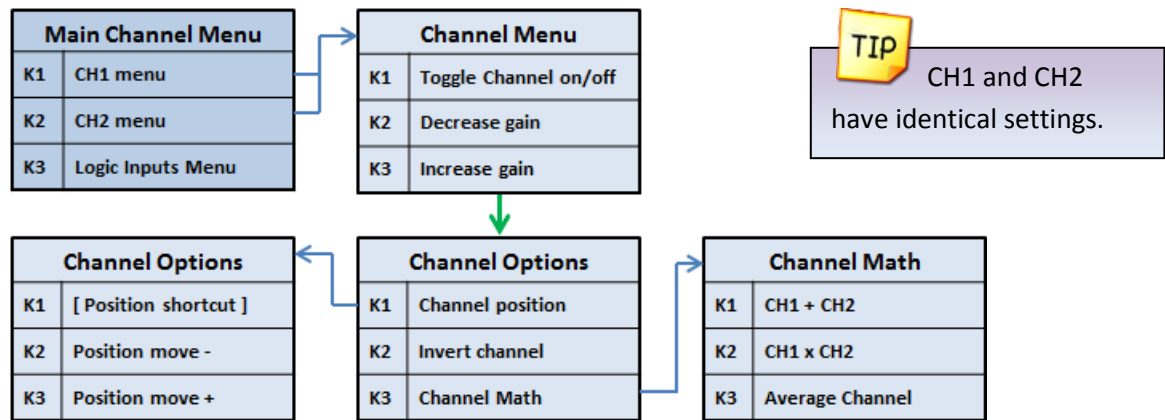 Main Channel Menu
K1 CH1 menu
K2 CH2 menu
K3 Logic Inputs Menu
Channel Menu
K1 Toggle Channel on/off
K2 Decrease gain
K3 Increase gain
TIP
CH1 and CH2
have identical settings.
Channel Options
K1 [ Position shortcut ]
K2 Position move -
K3 Position move +
Channel Options
K1 Channel position
K2 Invert channel
K3 Channel Math
Channel Math
K1 CH1 + CH2
K2 CH1 x CH2
K3 Average Channel